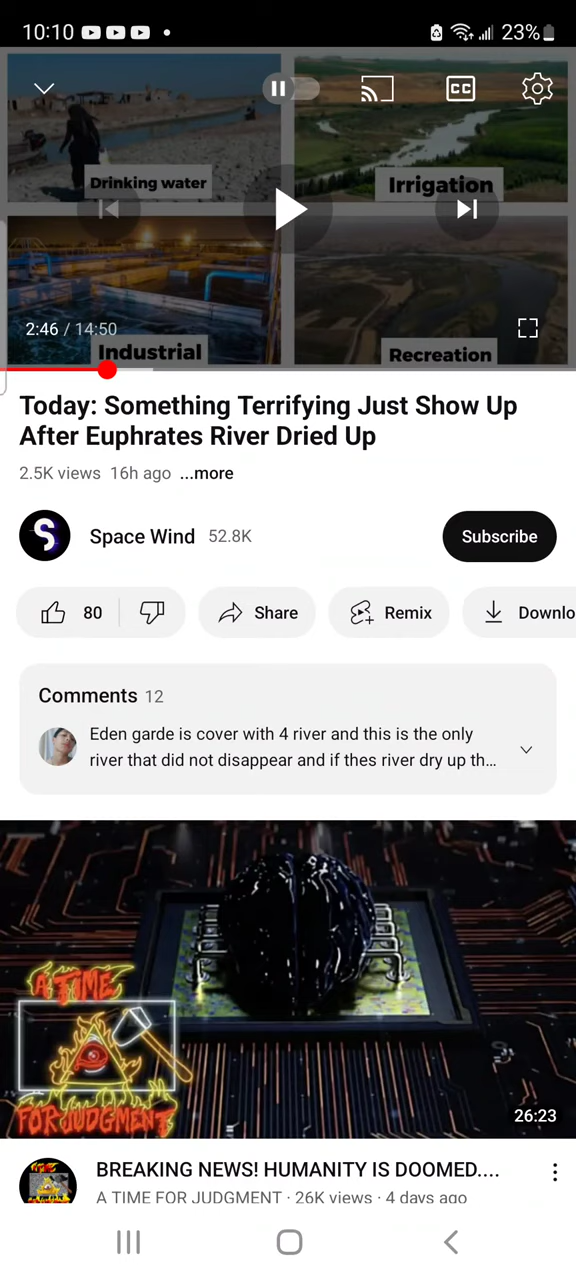 10:10
23%
Drinking water
Irrigation
2:46 / 14:50
Industrial
Recreation
CC
Today: Something Terrifying Just Show Up
After Euphrates River Dried Up
2.5K views 16h ago ...more
Space Wind 52.8K
Subscribe
80
Share
Remix
Downlo
Comments 12
Eden garde is cover with 4 river and this is the only
river that did not disappear and if thes river dry up th...
A TIME
FOR JUDGMENT
26:23
BREAKING NEWS! HUMANITY IS DOOMED....
A TIME FOR JUDGMENT · 26K views · 4 days ago